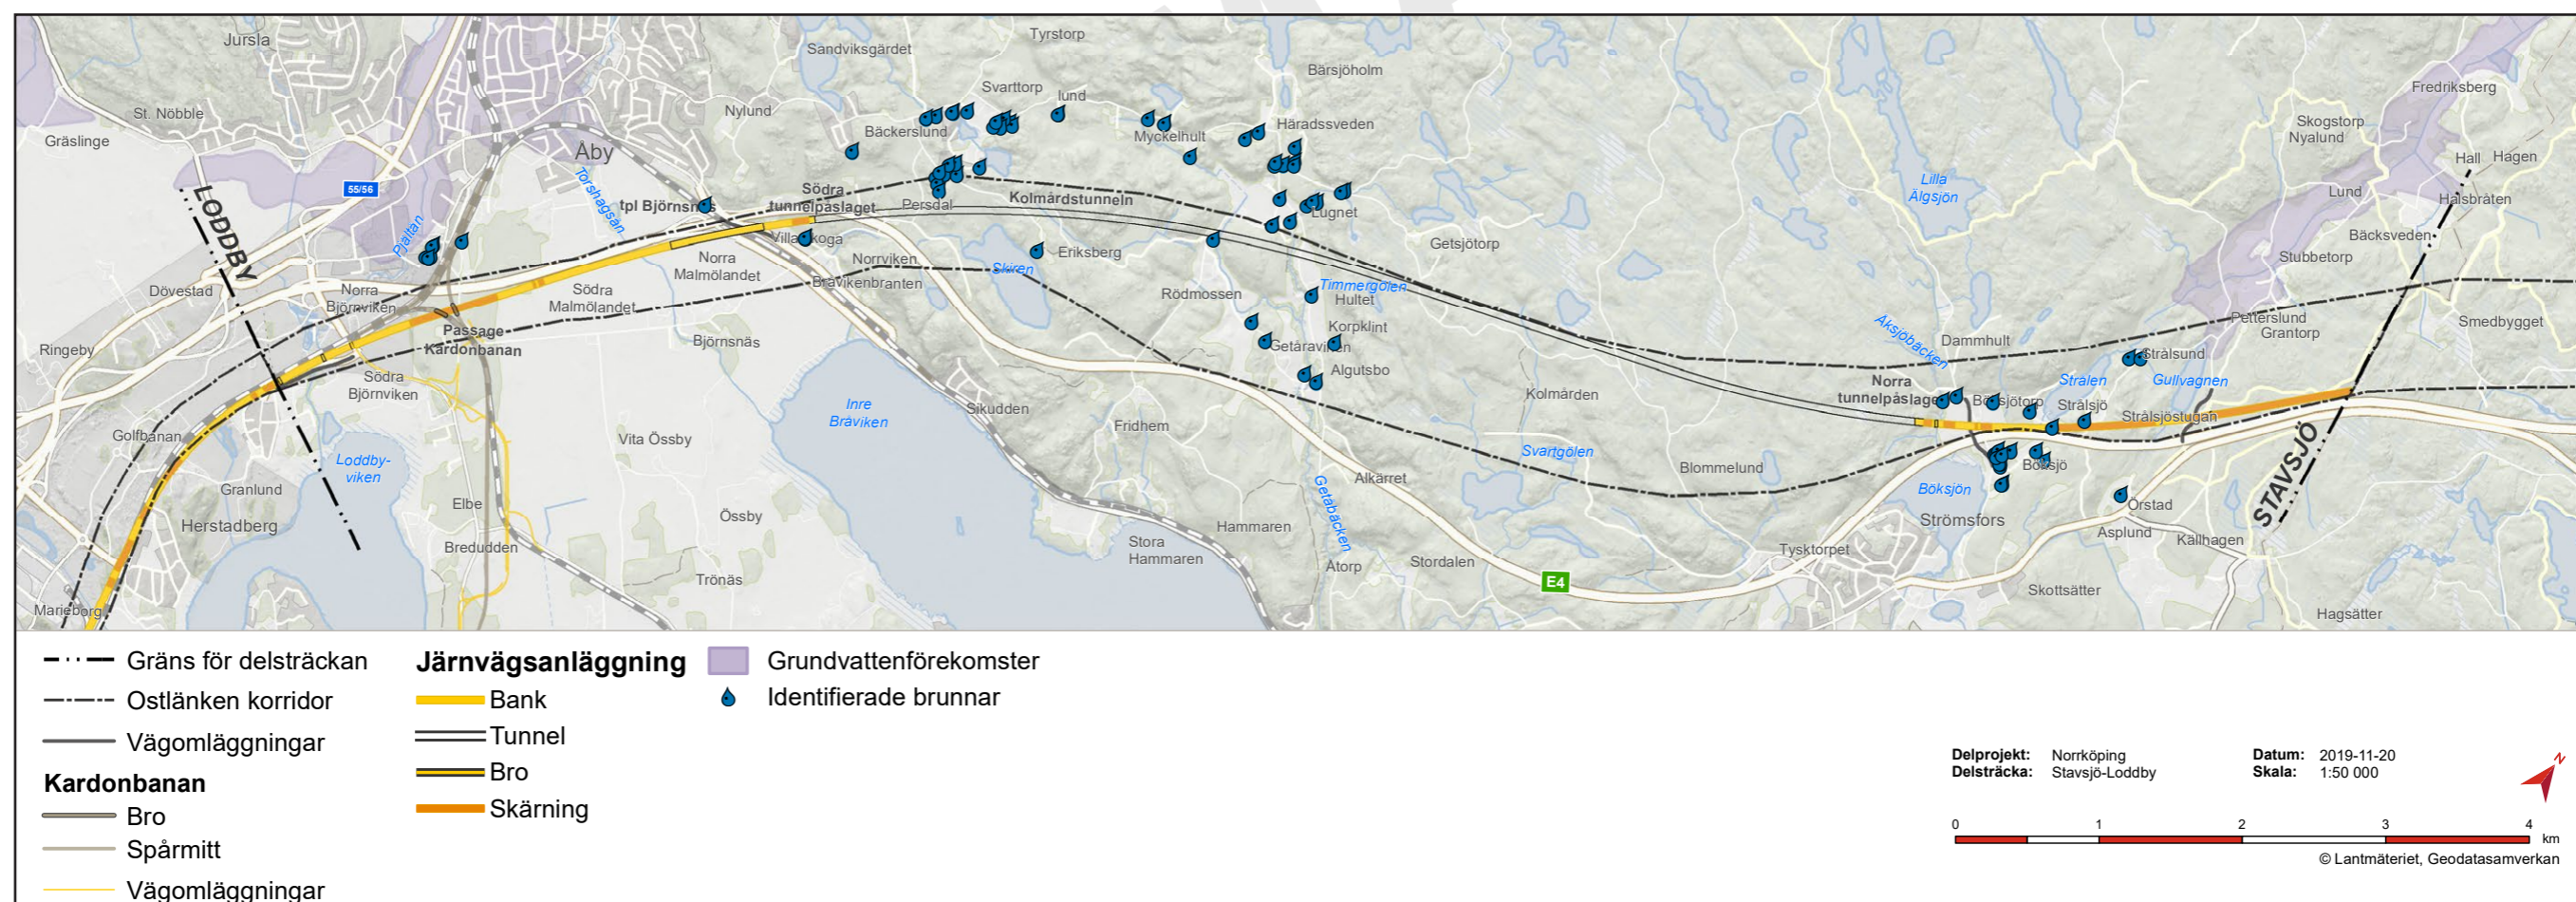 Jursla
St. Nöbble
Gräslinge
LODDBY
55/56
Åby
Pjältån
Torshagsån
tpl Björnsnäs
Nylund
Sandviksgärdet
Tyrstorp
Svarttorp
lund
Bäckerslund
Bärsjöholm
Häradssveden
Myckelhult
Södra
tunnelpåslaget
Persdal
Kolmårdstunneln
Lugnet
Getsjötorp
Villa Skoga
Norrviken
Bråvikenbranten
Skiren
Eriksberg
Rödmossen
Timmergölen
Hultet
Korpklint
Getåraviken
Algutsbo
Dövestad
Norra
Björnviken
Södra
Malmölandet
Norra
Malmölandet
Passage
Kardonbanan
Björnsnäs
Ringeby
Södra
Björnviken
Golfbanan
Loddby-
viken
Granlund
Herstadberg
Marieborg
Elbe
Bredudden
Vita Össby
Össby
Trönäs
Inre
Bråviken
Sikudden
Fridhem
Stora
Hammaren
Hammaren
Alkärret
Getåbäcken
Åtorp
Stordalen
E4
Svartgölen
Kolmården
Blommelund
Tysktorpet
Lilla
Älgsjön
Aksjöbäcken
Dammhult
Norra
tunnelpåslaget
Böksjötorp
Strålen
Strålsjö
Strålsund
Gullvagnen
Strålsjöstugan
Böksjö
Böksjön
Strömsfors
Örstad
Asplund
Källhagen
Skottsätter
Hagsätter
STAVSJÖ
Fredriksberg
Skogstorp
Nyalund
Hall
Hagen
Lund
Hälsbråten
Bäcksveden
Stubbetorp
Petterslund
Grantorp
Smedbygget
Gräns för delsträckan
Ostlänken korridor
Vägomläggningar
Kardonbanan
Bro
Spårmitt
Vägomläggningar
Järnvägsanläggning
Bank
Tunnel
Bro
Skärning
Grundvattenförekomster
Identifierade brunnar
Delprojekt: Norrköping
Delsträcka: Stavsjö-Loddby
Datum: 2019-11-20
Skala: 1:50 000
N
0 1 2 3 4
km
© Lantmäteriet, Geodatasamverkan